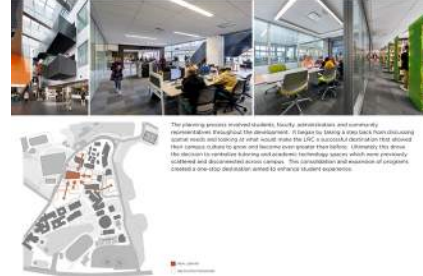 The planning process involved students, faculty, administrators and community
representatives throughout the development. It began by taking a step back from discussing
spatial needs and looking at what would make the LRC a successful destination that allowed
their campus culture to grow and become even greater than before. Ultimately this drove
the decision to centralize tutoring and academic technology spaces which were previously
scattered and disconnected across campus. This consolidation and expansion of programs
created a one-stop destination aimed to enhance student experience.